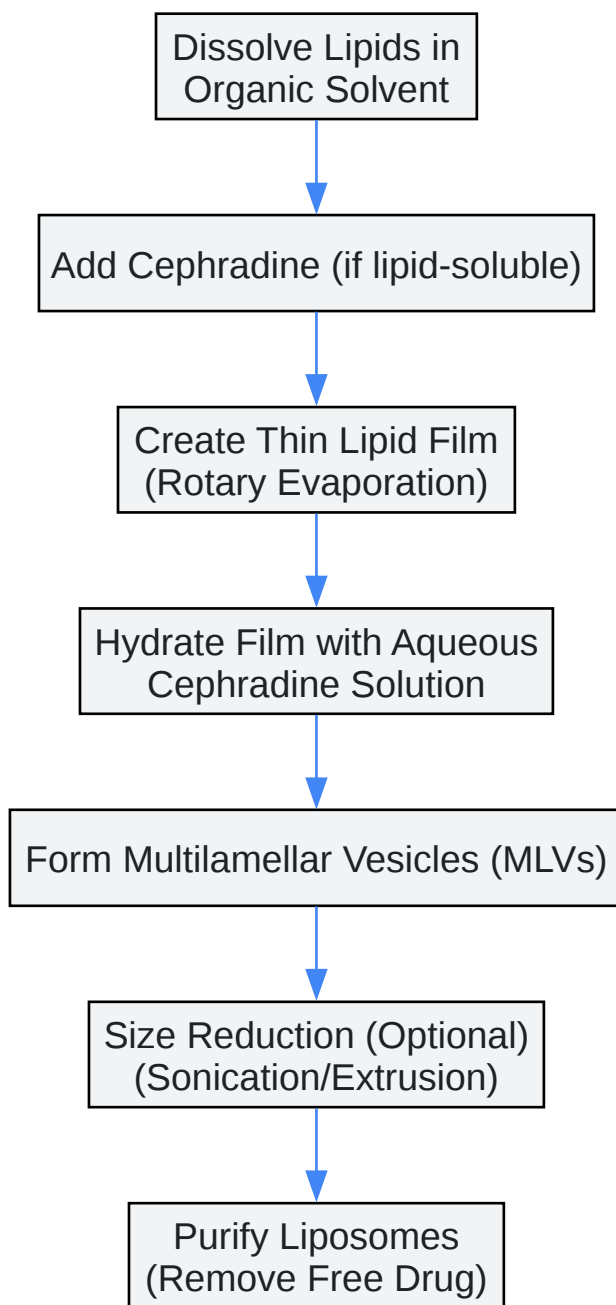 Dissolve Lipids in
Organic Solvent
Add Cephradine (if lipid-soluble)
Create Thin Lipid Film
(Rotary Evaporation)
Hydrate Film with Aqueous
Cephradine Solution
Form Multilamellar Vesicles (MLVs)
Size Reduction (Optional)
(Sonication/Extrusion)
Purify Liposomes
(Remove Free Drug)